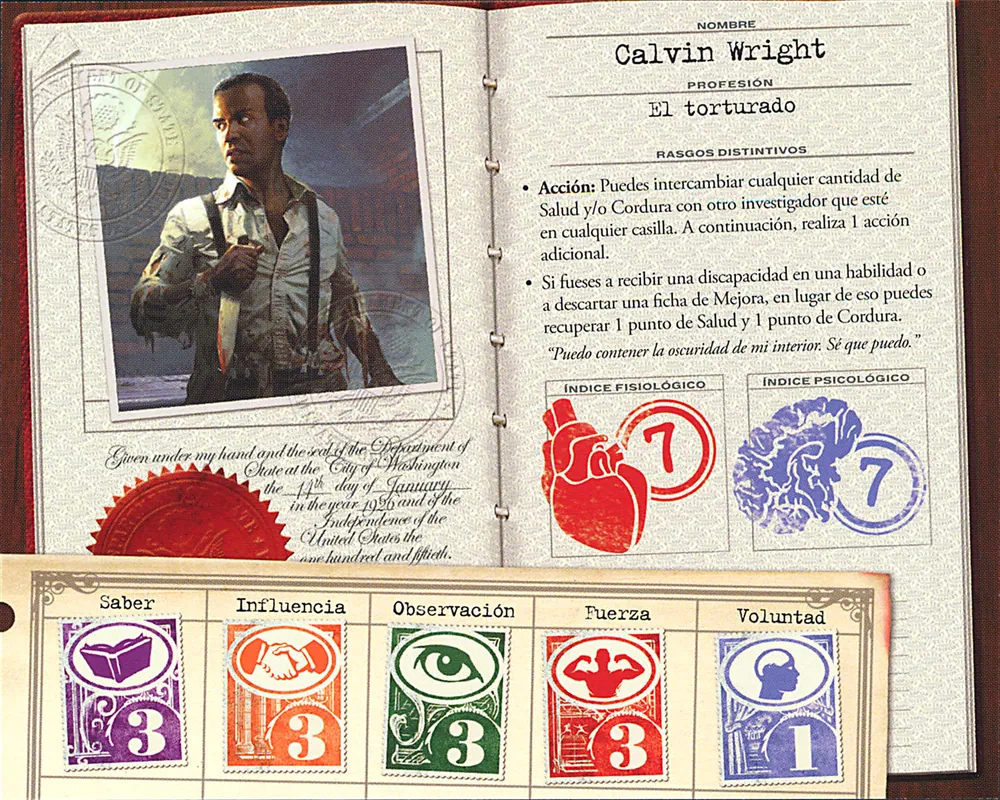 NOMBRE
Calvin Wright
PROFESIÓN
El torturado
RASGOS DISTINTIVOS
• Acción: Puedes intercambiar cualquier cantidad de
Salud y/o Cordura con otro investigador que esté
en cualquier casilla. A continuación, realiza 1 acción
adicional.
• Si fueses a recibir una discapacidad en una habilidad o
a descartar una ficha de Mejora, en lugar de eso puedes
recuperar 1 punto de Salud y 1 punto de Cordura.
“Puedo contener la oscuridad de mi interior. Sé que puedo.”
ÍNDICE FISIOLÓGICO
7
ÍNDICE PSICOLÓGICO
7
Given under my hand and the seal of the Department of
State at the City of Washington
the 14th day of January
in the year 1926 and of the
Independence of the
United States the
one hundred and fiftieth.
Saber
Influencia
Observación
Fuerza
Voluntad
3
3
3
3
1